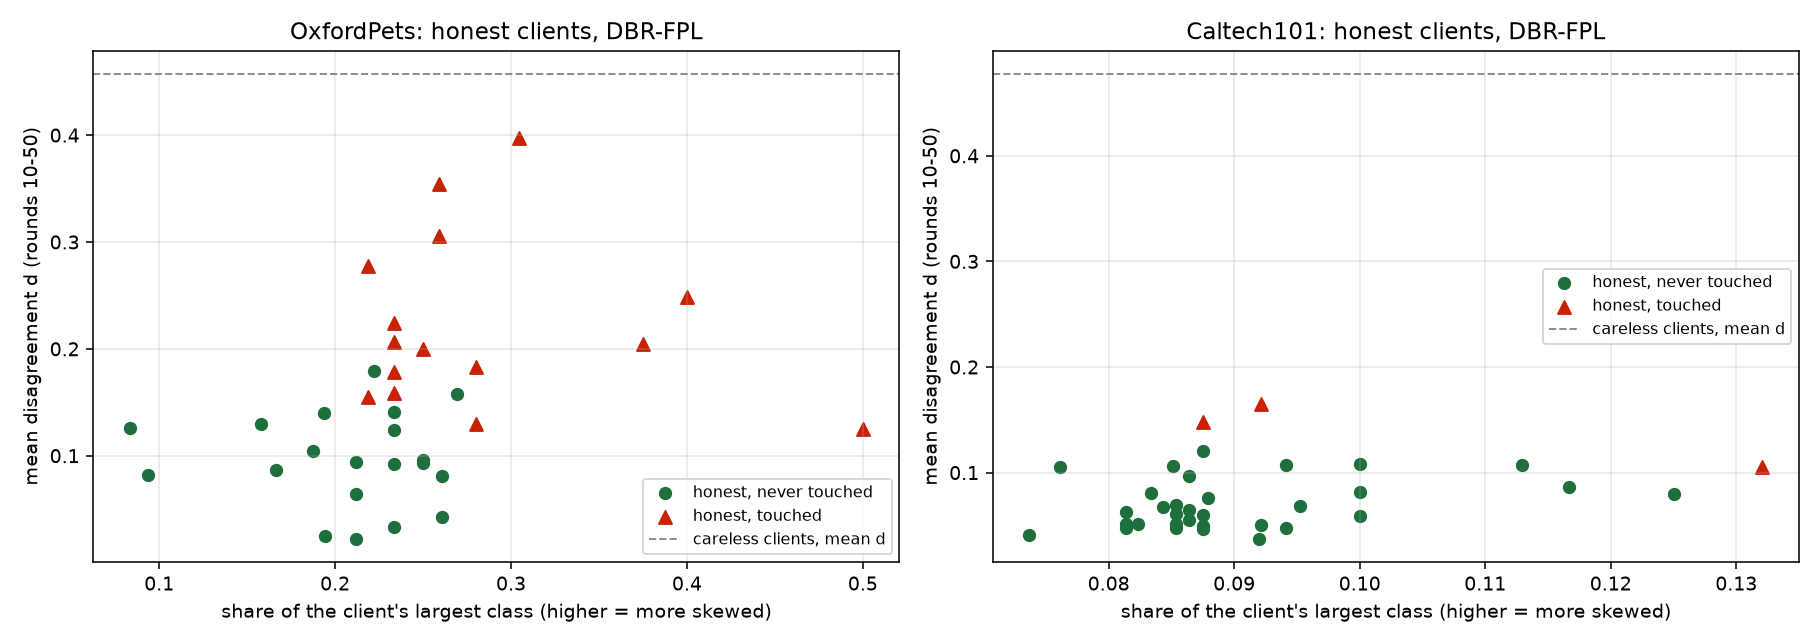 OxfordPets: honest clients, DBR-FPL
mean disagreement d (rounds 10-50)
0.4
0.3
0.2
0.1
honest, never touched
honest, touched
careless clients, mean d
0.1 0.2 0.3 0.4 0.5
share of the client's largest class (higher = more skewed)
Caltech101: honest clients, DBR-FPL
mean disagreement d (rounds 10-50)
0.4
0.3
0.2
0.1
honest, never touched
honest, touched
careless clients, mean d
0.08 0.09 0.10 0.11 0.12 0.13
share of the client's largest class (higher = more skewed)